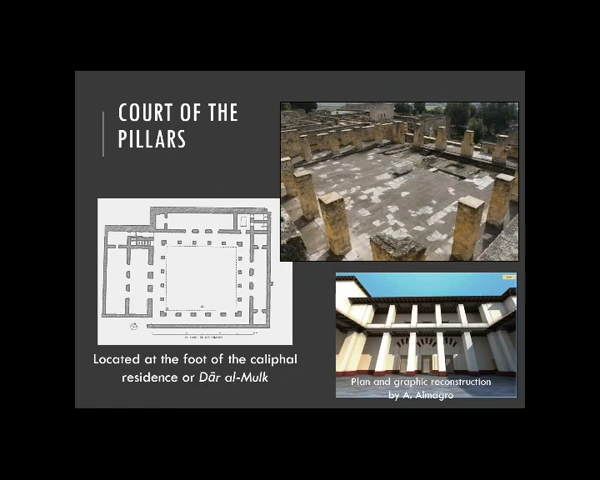 COURT OF THE
PILLARS
Located at the foot of the caliphal
residence or Dār al-Mulk
Plan and graphic reconstruction
by A. Almagro